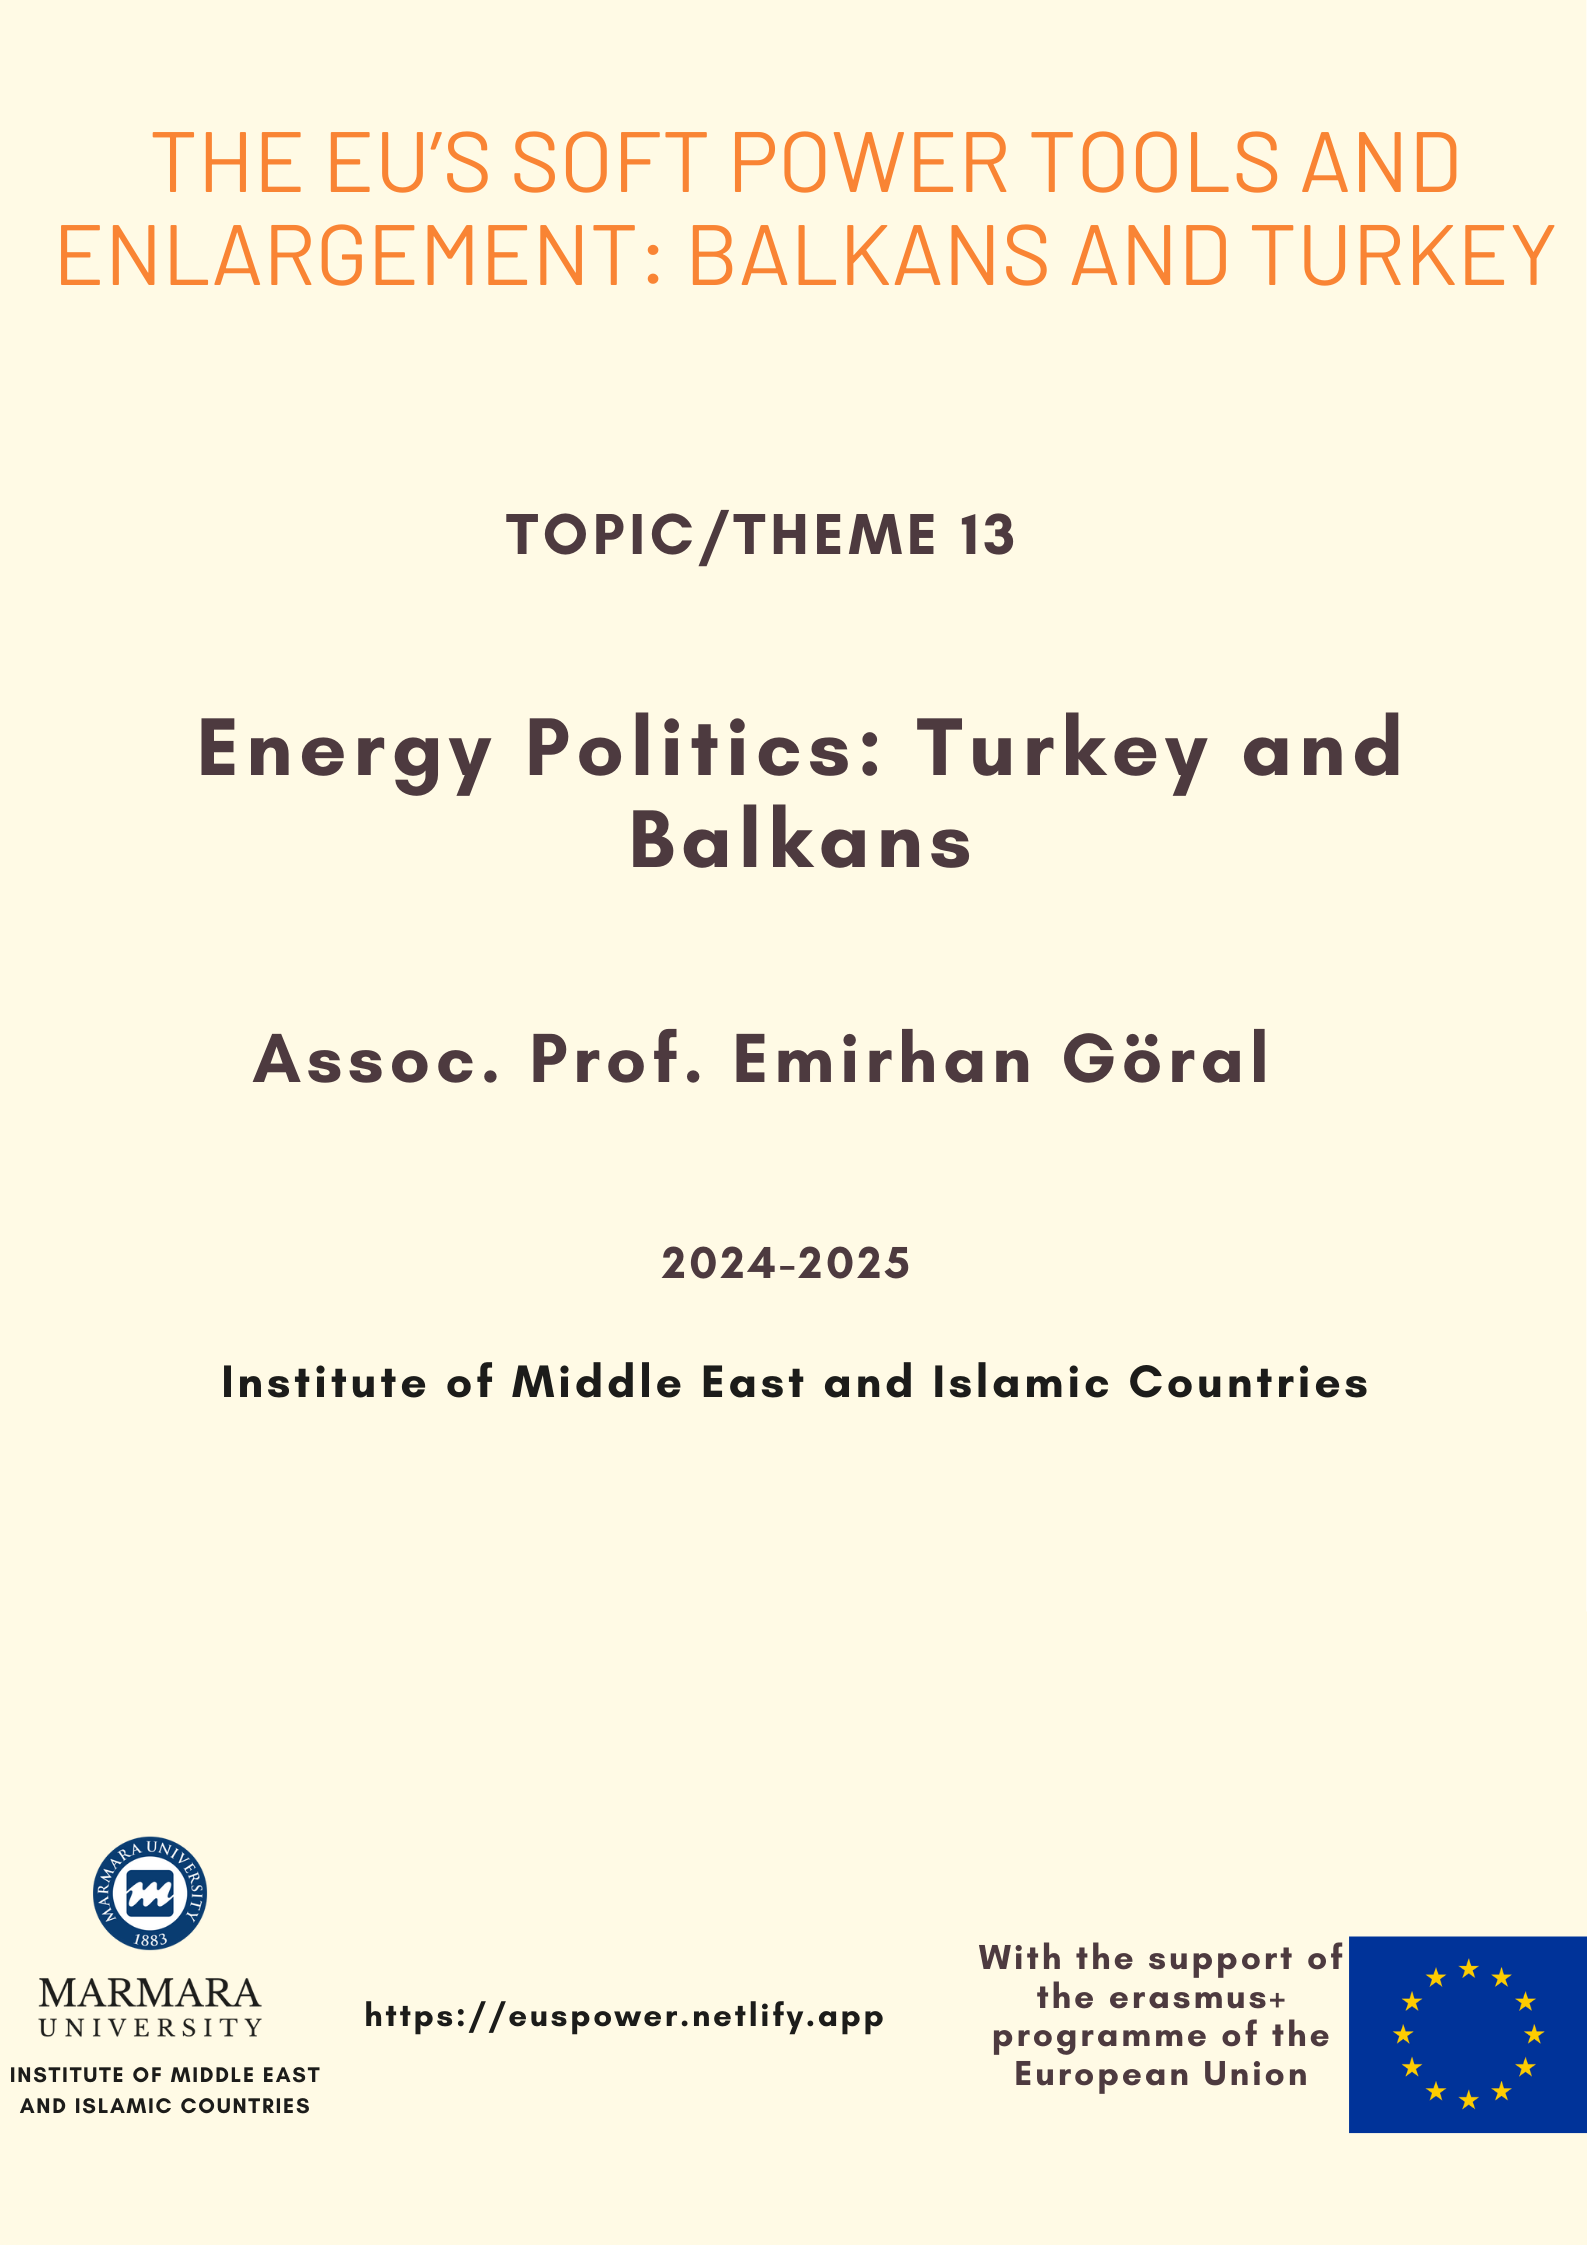 THE EU’S SOFT POWER TOOLS AND
ENLARGEMENT: BALKANS AND TURKEY
TOPIC/THEME 13
Energy Politics: Turkey and
Balkans
Assoc. Prof. Emirhan Göral
2024-2025
Institute of Middle East and Islamic Countries
MARMARA UNIVERSITY
m
1883
MARMARA
UNIVERSITY
INSTITUTE OF MIDDLE EAST
AND ISLAMIC COUNTRIES
https://euspower.netlify.app
With the support of
the erasmus+
programme of the
European Union